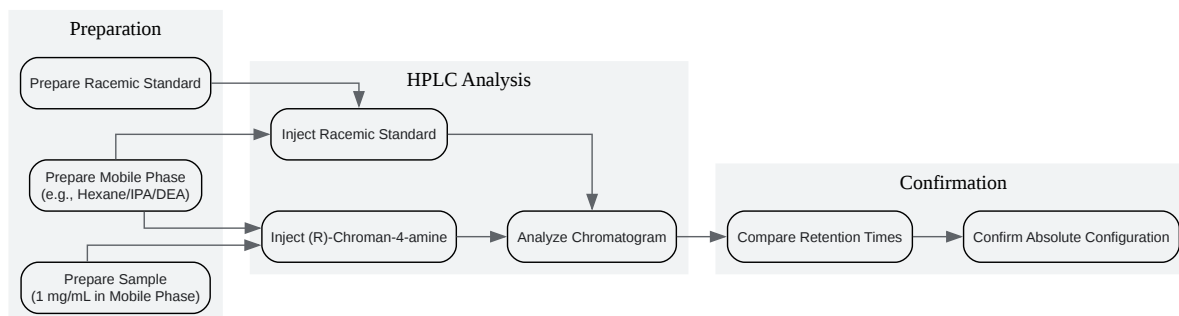 Preparation
Prepare Racemic Standard
Prepare Mobile Phase
(e.g., Hexane/IPA/DEA)
Prepare Sample
(1 mg/mL in Mobile Phase)
HPLC Analysis
Inject Racemic Standard
Inject (R)-Chroman-4-amine
Analyze Chromatogram
Confirmation
Compare Retention Times
Confirm Absolute Configuration